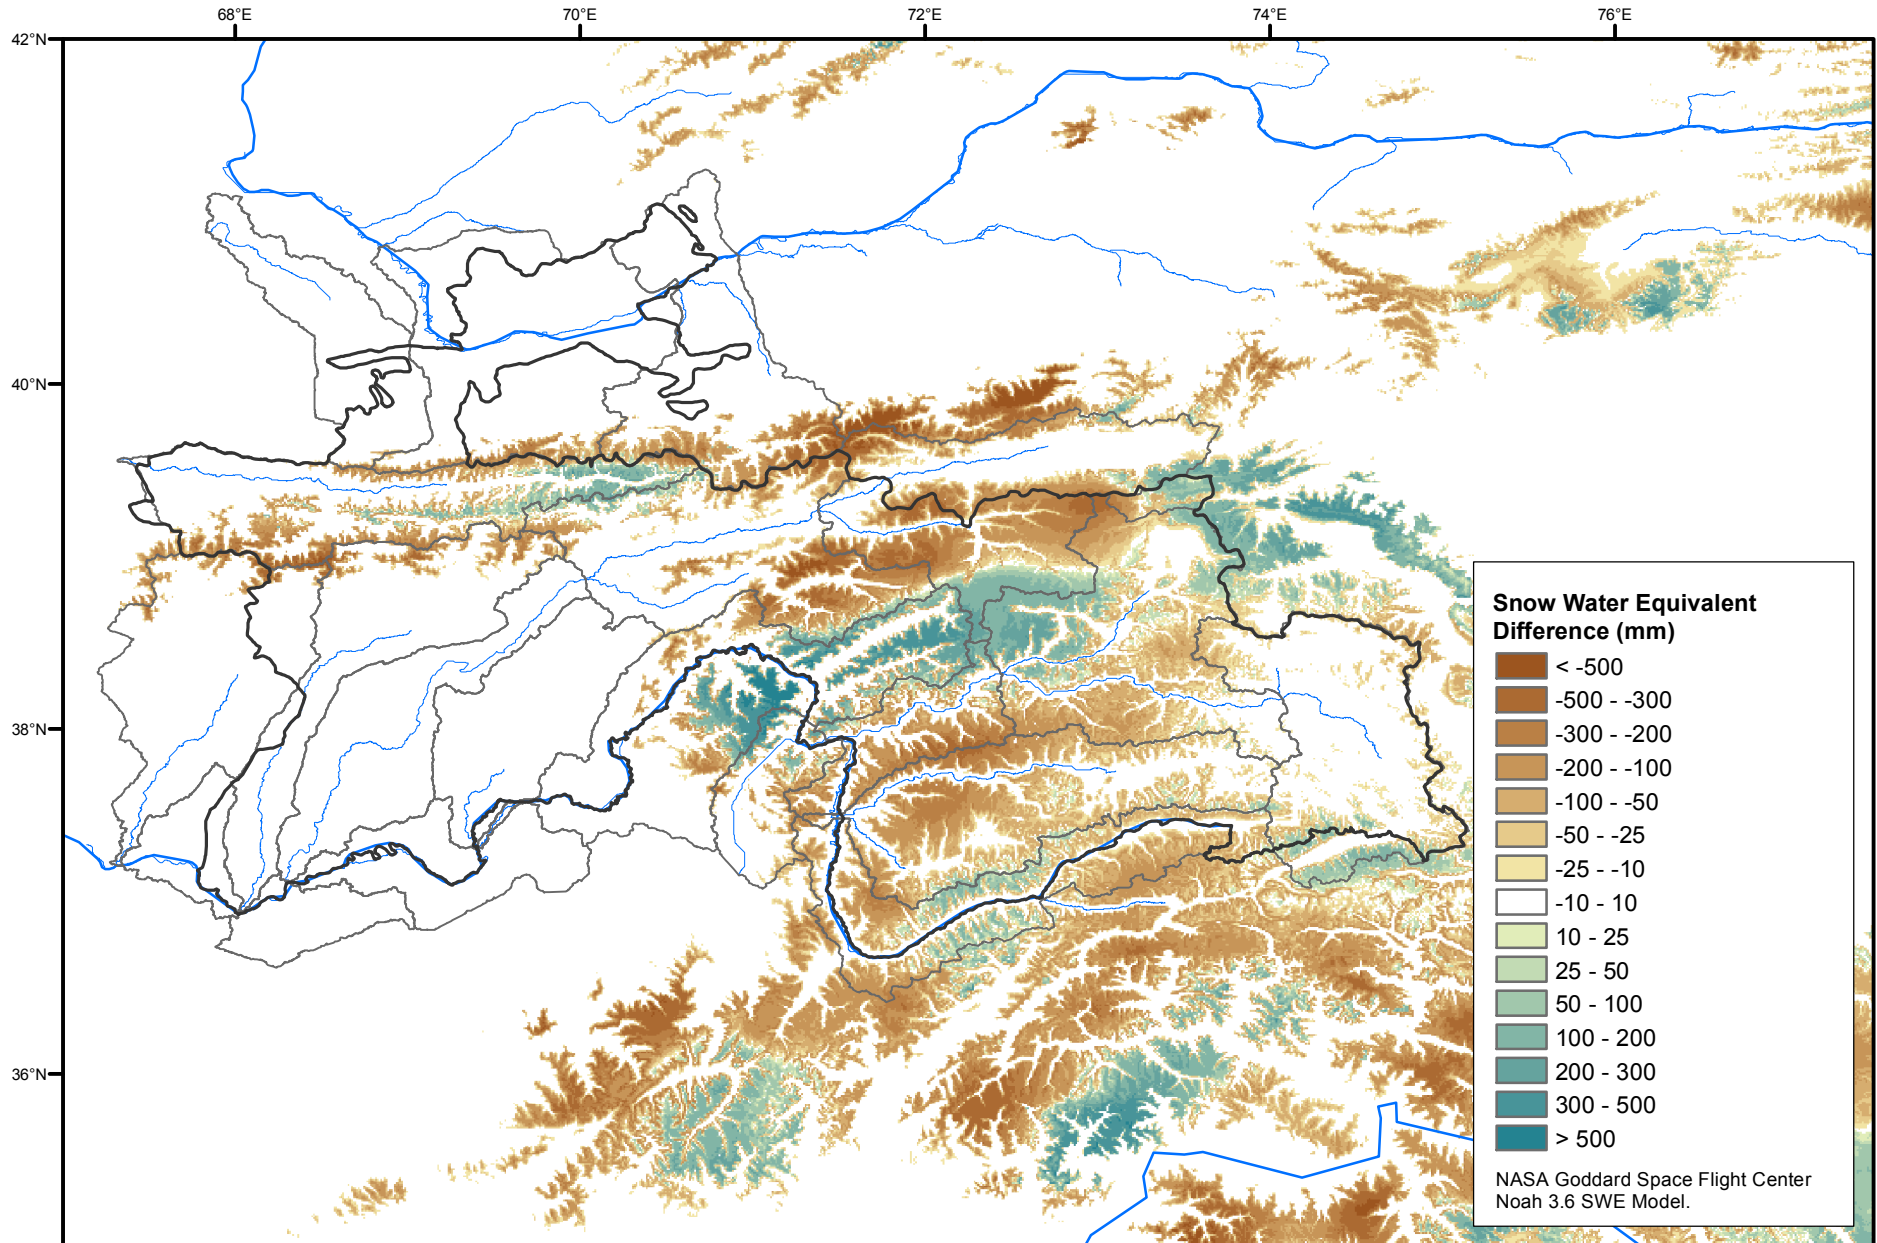 68°E
70°E
72°E
74°E
76°E
42°N
40°N
38°N
36°N
Snow Water Equivalent
Difference (mm)
< -500
-500 - -300
-300 - -200
-200 - -100
-100 - -50
-50 - -25
-25 - -10
-10 - 10
10 - 25
25 - 50
50 - 100
100 - 200
200 - 300
300 - 500
> 500
NASA Goddard Space Flight Center
Noah 3.6 SWE Model.